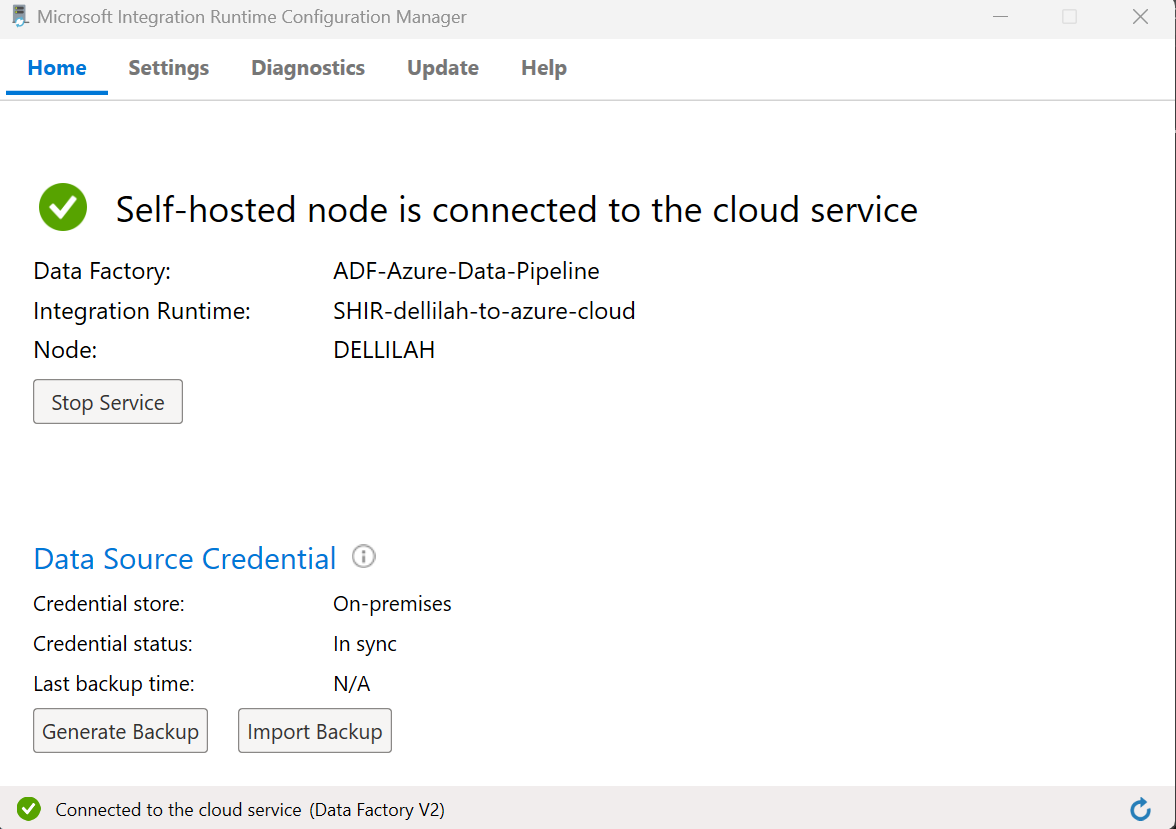 Microsoft Integration Runtime Configuration Manager
Home Settings Diagnostics Update Help
Self-hosted node is connected to the cloud service
Data Factory: ADF-Azure-Data-Pipeline
Integration Runtime: SHIR-dellilah-to-azure-cloud
Node: DELLILAH
Stop Service
Data Source Credential
Credential store: On-premises
Credential status: In sync
Last backup time: N/A
Generate Backup Import Backup
Connected to the cloud service (Data Factory V2)